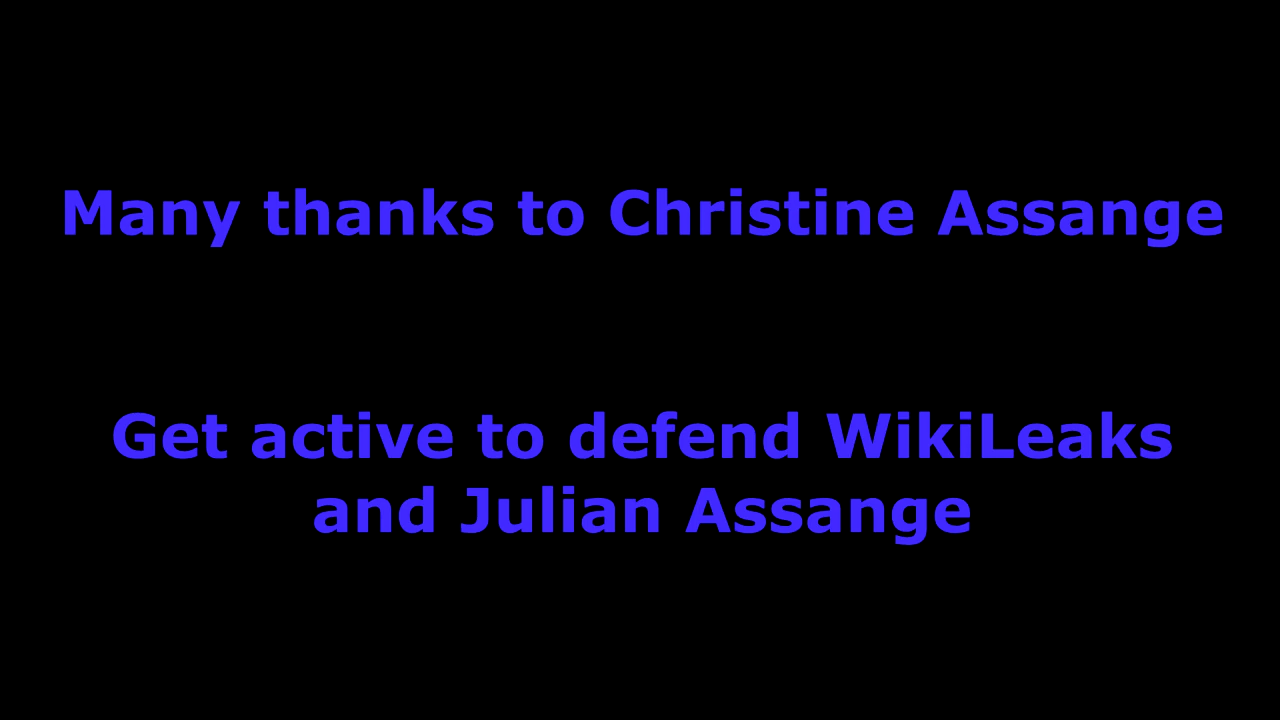 Many thanks to Christine Assange
Get active to defend WikiLeaks
and Julian Assange